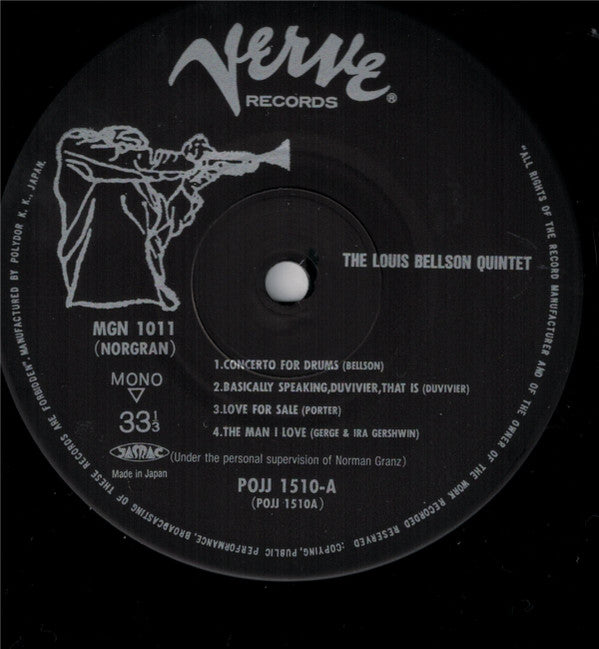 VERVE
RECORDS®
THE LOUIS BELLSON QUINTET
MGN 1011
(NORGRAN)
MONO
33 1/3
JASRAC
Made in Japan
1.CONCERTO FOR DRUMS (BELLSON)
2.BASICALLY SPEAKING,DUVIVIER,THAT IS (DUVIVIER)
3.LOVE FOR SALE (PORTER)
4.THE MAN I LOVE (GERGE & IRA GERSHWIN)
(Under the personal supervision of Norman Granz)
POJJ 1510-A
(POJJ 1510A)
"ALL RIGHTS OF THE RECORD MANUFACTURER AND OF THE OWNER OF THE WORK RECORDED RESERVED :COPYING,PUBLIC PERFORMANCE, BROADCASTING OF THESE RECORDS ARE FORBIDDEN". MANUFACTURED BY POLYDOR K. K., JAPAN.